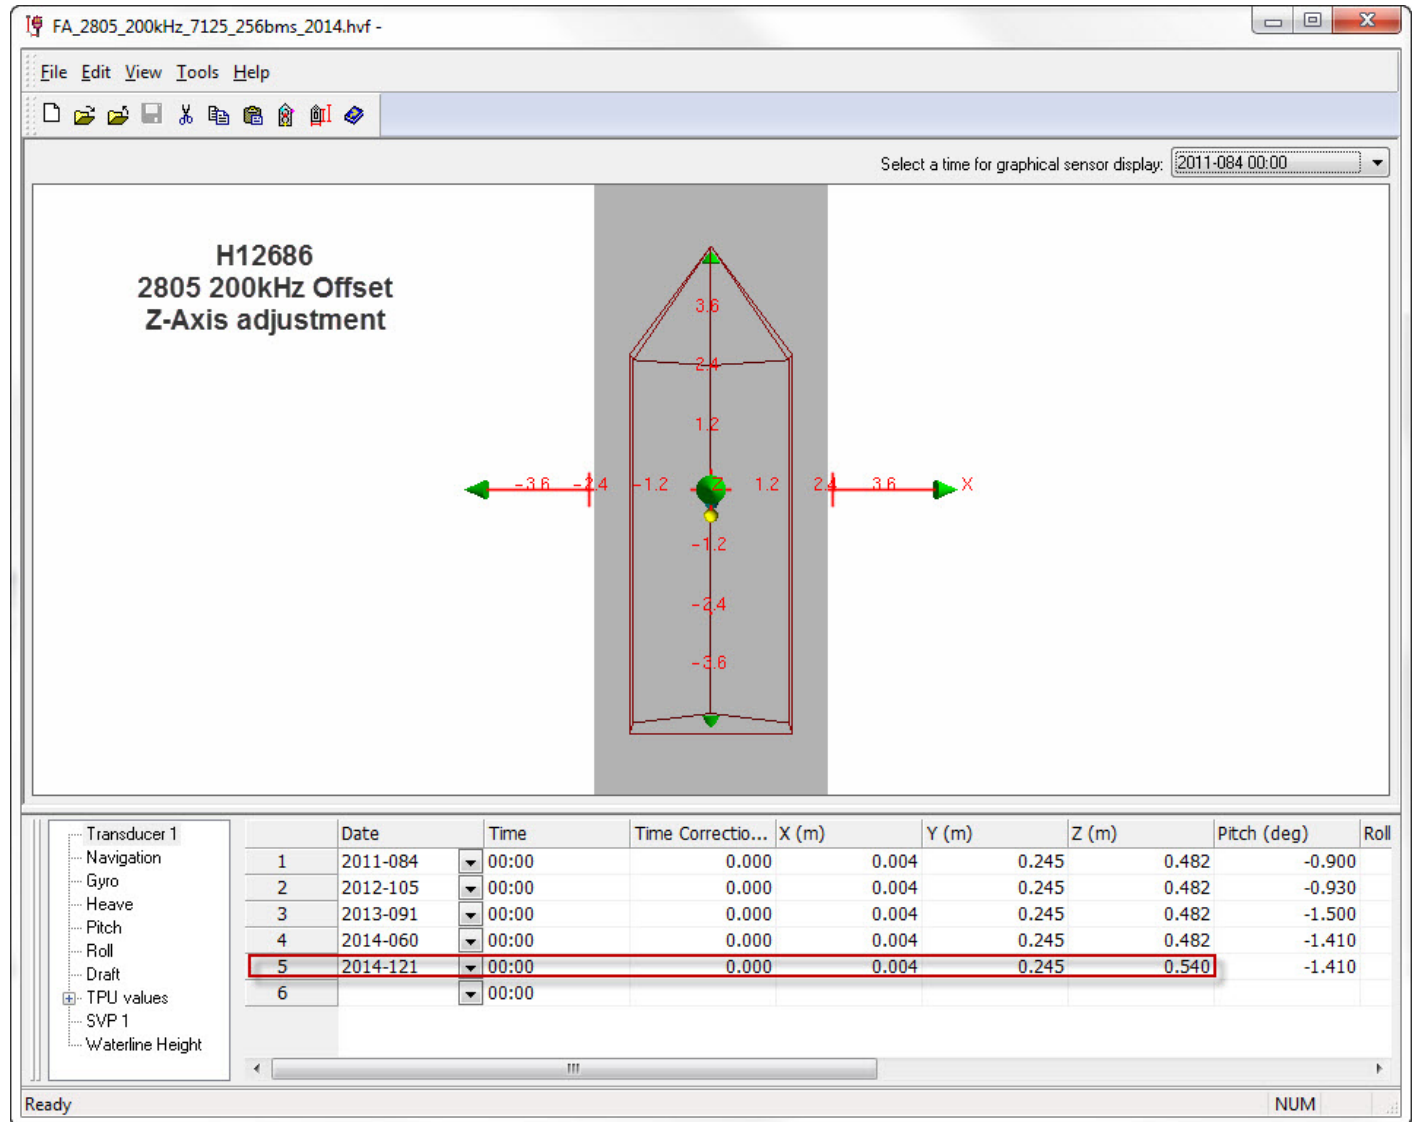 FA_2805_200kHz_7125_256bms_2014.hvf -
File Edit View Tools Help
Select a time for graphical sensor display: 2011-084 00:00
H12686
2805 200kHz Offset
Z-Axis adjustment
3.6
2.4
1.2
-3.6 -2.4 -1.2 Z 1.2 2.4 3.6 X
-1.2
-2.4
-3.6
Transducer 1
Navigation
Gyro
Heave
Pitch
Roll
Draft
TPU values
SVP 1
Waterline Height
Date Time Time Correctio... X (m) Y (m) Z (m) Pitch (deg) Roll
1 2011-084 00:00 0.000 0.004 0.245 0.482 -0.900
2 2012-105 00:00 0.000 0.004 0.245 0.482 -0.930
3 2013-091 00:00 0.000 0.004 0.245 0.482 -1.500
4 2014-060 00:00 0.000 0.004 0.245 0.482 -1.410
5 2014-121 00:00 0.000 0.004 0.245 0.540 -1.410
6 00:00
Ready NUM